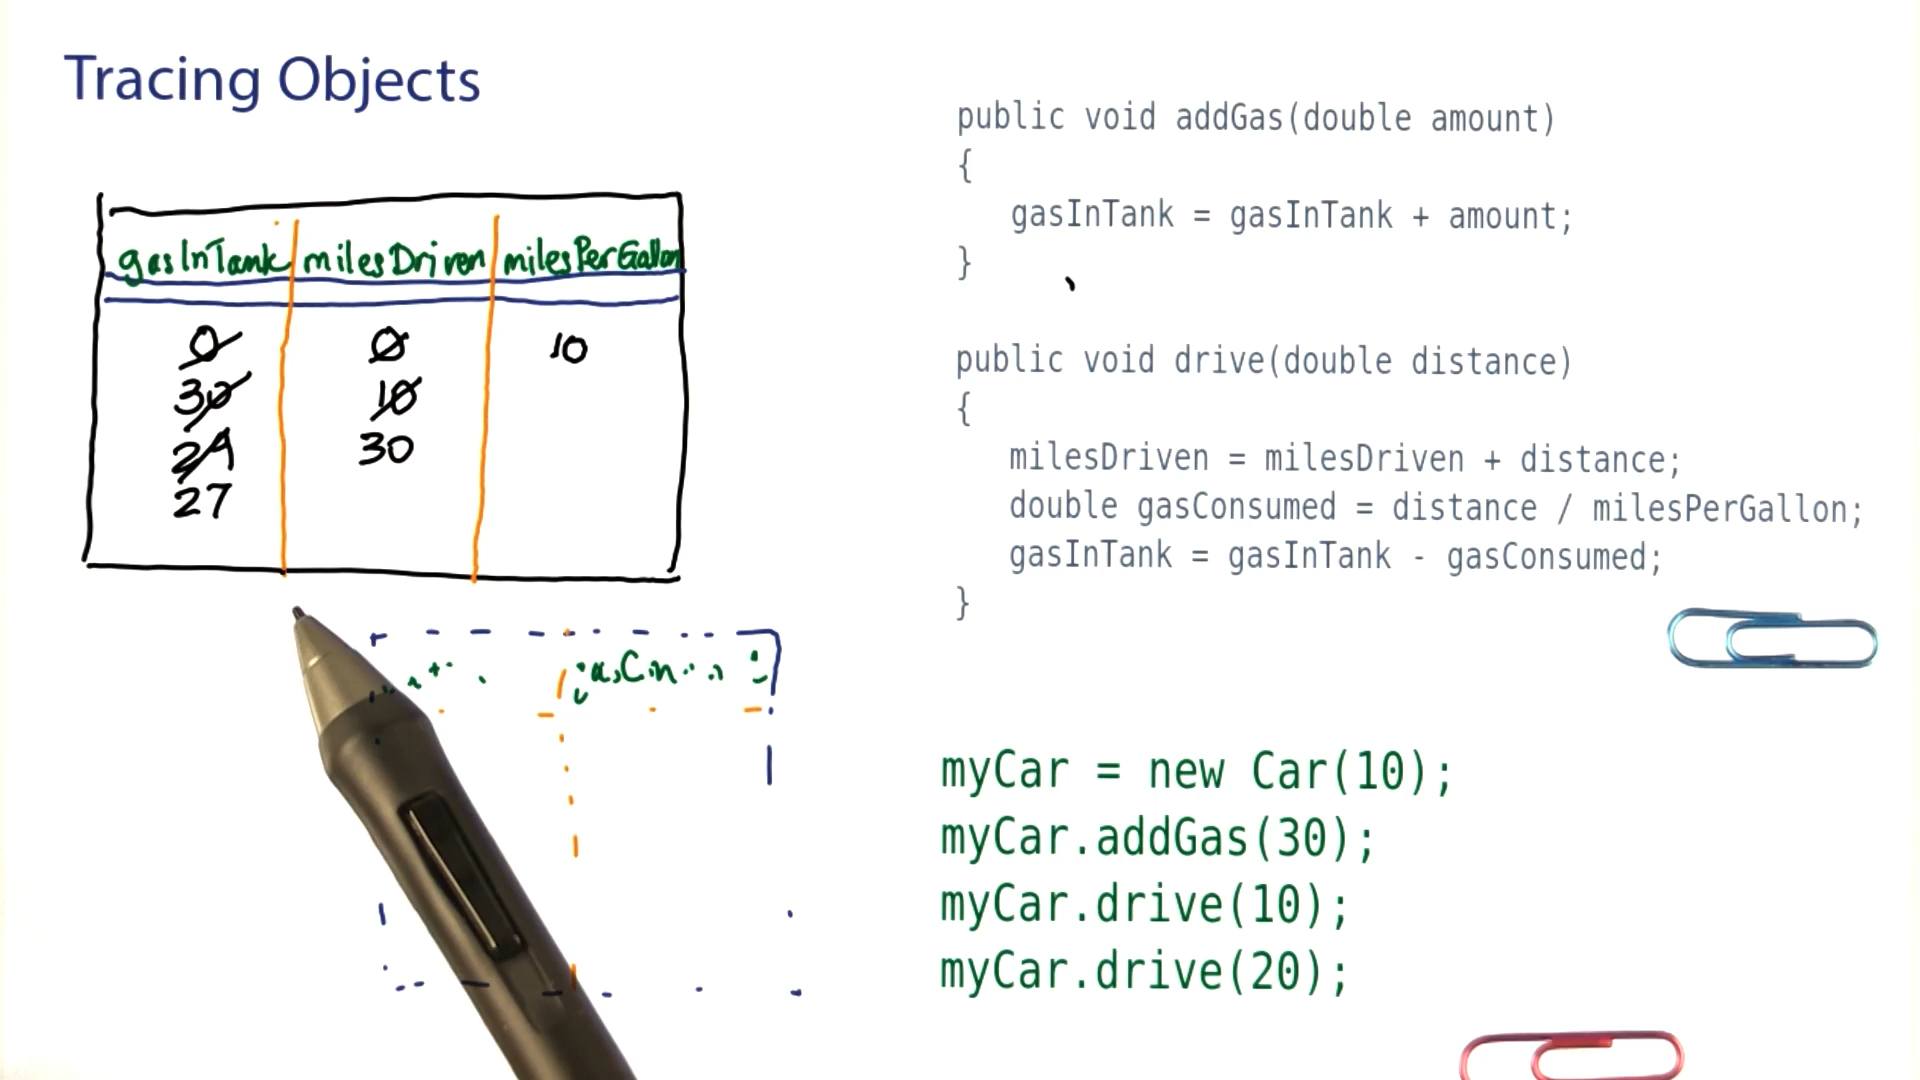 Tracing Objects
gasInTank milesDriven milesPerGallon
0 0 10
30 10
29 30
27
public void addGas(double amount)
{
gasInTank = gasInTank + amount;
}
public void drive(double distance)
{
milesDriven = milesDriven + distance;
double gasConsumed = distance / milesPerGallon;
gasInTank = gasInTank - gasConsumed;
}
myCar = new Car(10);
myCar.addGas(30);
myCar.drive(10);
myCar.drive(20);